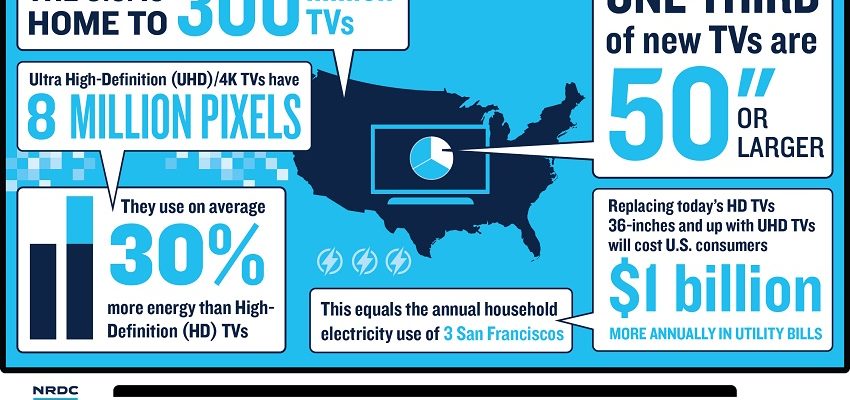 HOME TO 300 million
TVs
ONE THIRD
of new TVs are
50”
OR
LARGER
Ultra High-Definition (UHD)/4K TVs have
8 MILLION PIXELS
They use on average
30%
more energy than High-
Definition (HD) TVs
Replacing today's HD TVs
36-inches and up with UHD TVs
will cost U.S. consumers
$1 billion
MORE ANNUALLY IN UTILITY BILLS
This equals the annual household
electricity use of 3 San Franciscos
NRDC